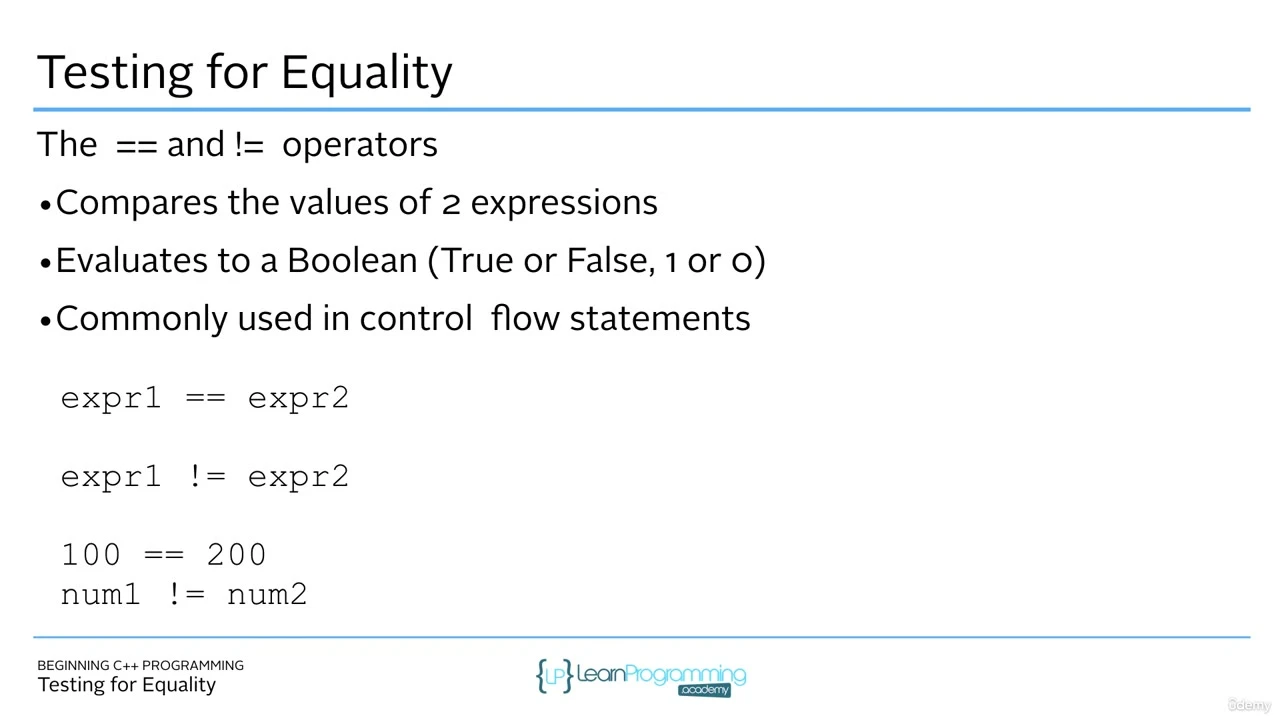 Testing for Equality
The == and != operators
•Compares the values of 2 expressions
•Evaluates to a Boolean (True or False, 1 or 0)
•Commonly used in control flow statements
expr1 == expr2
expr1 != expr2
100 == 200
num1 != num2
BEGINNING C++ PROGRAMMING
Testing for Equality
{LP} LearnProgramming
.academy
ûdemy